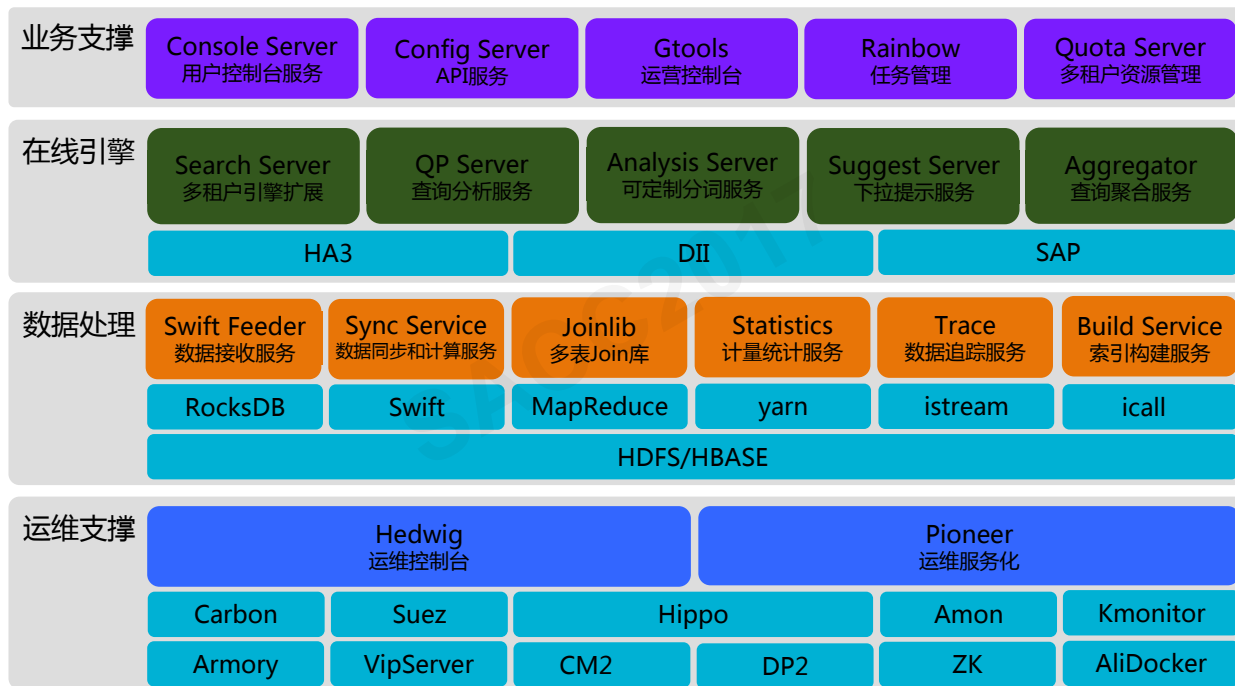 业务支撑
Console Server
用户控制台服务
Config Server
API服务
Gtools
运营控制台
Rainbow
任务管理
Quota Server
多租户资源管理
在线引擎
Search Server
多租户引擎扩展
QP Server
查询分析服务
Analysis Server
可定制分词服务
Suggest Server
下拉提示服务
Aggregator
查询聚合服务
HA3
DII
SAP
数据处理
Swift Feeder
数据接收服务
Sync Service
数据同步和计算服务
Joinlib
多表Join库
Statistics
计量统计服务
Trace
数据追踪服务
Build Service
索引构建服务
RocksDB
Swift
MapReduce
yarn
istream
icall
HDFS/HBASE
运维支撑
Hedwig
运维控制台
Pioneer
运维服务化
Carbon
Suez
Hippo
Amon
Kmonitor
Armory
VipServer
CM2
DP2
ZK
AliDocker
SACC2017